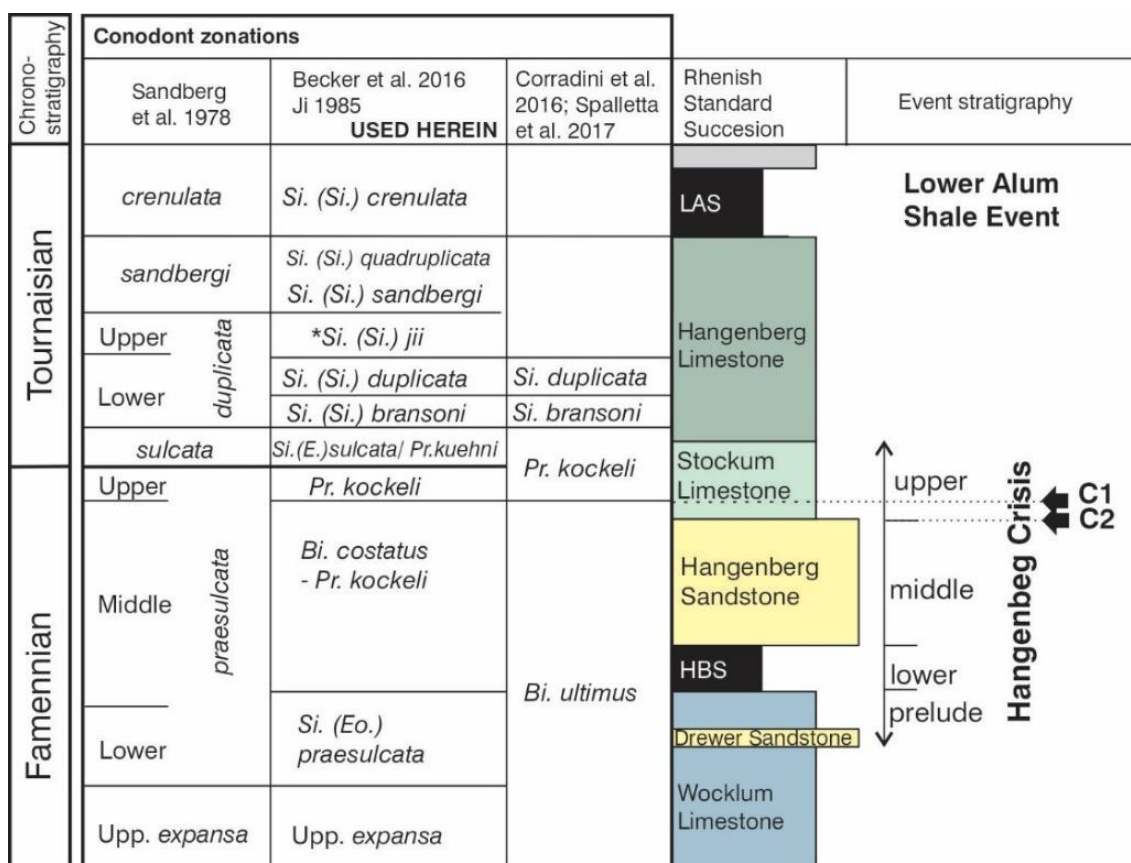 Chrono-
stratigraphy
Conodont zonations
Sandberg
et al. 1978
Becker et al. 2016
Ji 1985
USED HEREIN
Corradini et al.
2016; Spalletta
et al. 2017
Rhenish
Standard
Succesion
Event stratigraphy
Tournaisian
crenulata
Si. (Si.) crenulata
LAS
Lower Alum
Shale Event
sandbergi
Si. (Si.) quadruplicata
Si. (Si.) sandbergi
Upper
duplicata
*Si. (Si.) jii
Hangenberg
Limestone
Lower
Si. (Si.) duplicata
Si. duplicata
Si. (Si.) bransoni
Si. bransoni
sulcata
Si.(E.)sulcata/ Pr.kuehni
Pr. kockeli
Stockum
Limestone
upper
C1
C2
Famennian
Upper
Pr. kockeli
praesulcata
Middle
Bi. costatus
- Pr. kockeli
Hangenberg
Sandstone
middle
Hangenbeg Crisis
HBS
lower
Bi. ultimus
prelude
Lower
Si. (Eo.)
praesulcata
Drewer Sandstone
Wocklum
Limestone
Upp. expansa
Upp. expansa